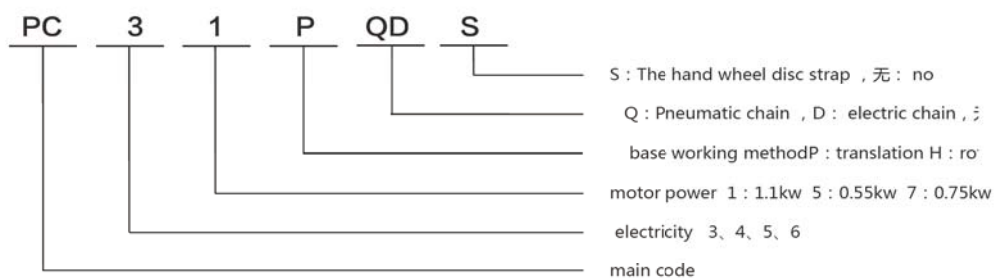 PC 3 1 P QD S
S：The hand wheel disc strap ，无： no
Q：Pneumatic chain ，D： electric chain，
base working methodP：translation H：
motor power 1：1.1kw 5：0.55kw 7：0.75kw
electricity 3、4、5、6
main code